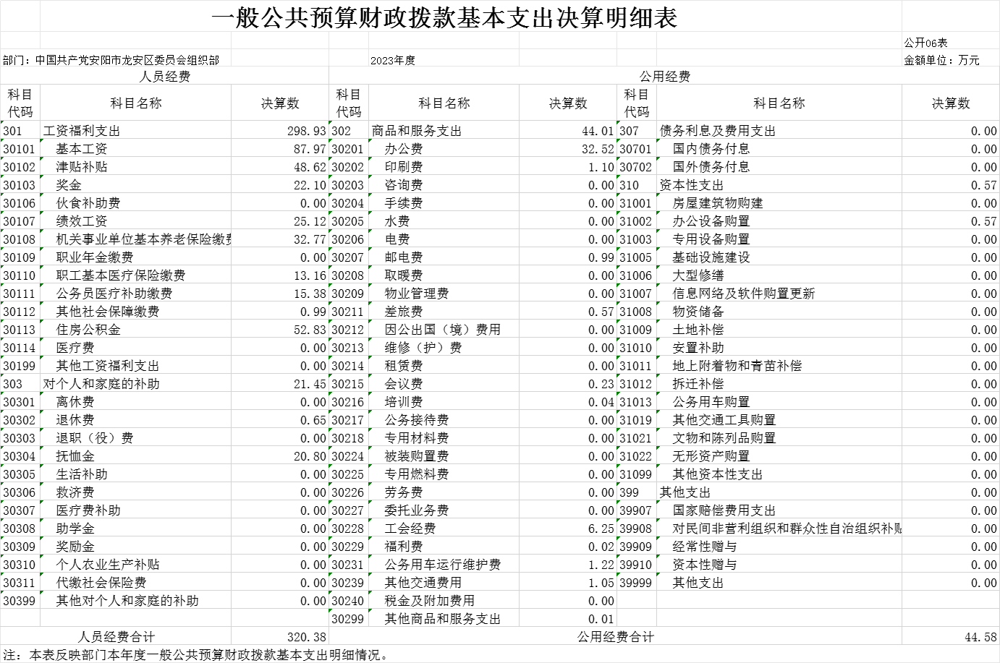 一般公共预算财政拨款基本支出决算明细表
公开06表
部门：中国共产党安阳市龙安区委员会组织部 2023年度 金额单位：万元
人员经费 公用经费
科目代码 科目名称 决算数 科目代码 科目名称 决算数 科目代码 科目名称 决算数
301 工资福利支出 298.93 302 商品和服务支出 44.01 307 债务利息及费用支出 0.00
30101 基本工资 87.97 30201 办公费 32.52 30701 国内债务付息 0.00
30102 津贴补贴 48.62 30202 印刷费 1.10 30702 国外债务付息 0.00
30103 奖金 22.10 30203 咨询费 0.00 310 资本性支出 0.57
30106 伙食补助费 0.00 30204 手续费 0.00 31001 房屋建筑物购建 0.00
30107 绩效工资 25.12 30205 水费 0.00 31002 办公设备购置 0.57
30108 机关事业单位基本养老保险缴费 32.77 30206 电费 0.00 31003 专用设备购置 0.00
30109 职业年金缴费 0.00 30207 邮电费 0.99 31005 基础设施建设 0.00
30110 职工基本医疗保险缴费 13.16 30208 取暖费 0.00 31006 大型修缮 0.00
30111 公务员医疗补助缴费 15.38 30209 物业管理费 0.00 31007 信息网络及软件购置更新 0.00
30112 其他社会保障缴费 0.99 30211 差旅费 0.57 31008 物资储备 0.00
30113 住房公积金 52.83 30212 因公出国（境）费用 0.00 31009 土地补偿 0.00
30114 医疗费 0.00 30213 维修（护）费 0.00 31010 安置补助 0.00
30199 其他工资福利支出 0.00 30214 租赁费 0.00 31011 地上附着物和青苗补偿 0.00
303 对个人和家庭的补助 21.45 30215 会议费 0.23 31012 拆迁补偿 0.00
30301 离休费 0.00 30216 培训费 0.04 31013 公务用车购置 0.00
30302 退休费 0.65 30217 公务接待费 0.00 31019 其他交通工具购置 0.00
30303 退职（役）费 0.00 30218 专用材料费 0.00 31021 文物和陈列品购置 0.00
30304 抚恤金 20.80 30224 被装购置费 0.00 31022 无形资产购置 0.00
30305 生活补助 0.00 30225 专用燃料费 0.00 31099 其他资本性支出 0.00
30306 救济费 0.00 30226 劳务费 0.00 399 其他支出 0.00
30307 医疗费补助 0.00 30227 委托业务费 0.00 39907 国家赔偿费用支出 0.00
30308 助学金 0.00 30228 工会经费 6.25 39908 对民间非营利组织和群众性自治组织补贴 0.00
30309 奖励金 0.00 30229 福利费 0.02 39909 经常性赠与 0.00
30310 个人农业生产补贴 0.00 30231 公务用车运行维护费 1.22 39910 资本性赠与 0.00
30311 代缴社会保险费 0.00 30239 其他交通费用 1.05 39999 其他支出 0.00
30399 其他对个人和家庭的补助 0.00 30240 税金及附加费用 0.00
30299 其他商品和服务支出 0.01
人员经费合计 320.38 公用经费合计 44.58
注：本表反映部门本年度一般公共预算财政拨款基本支出明细情况。